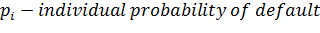 p_i − individual probability of default